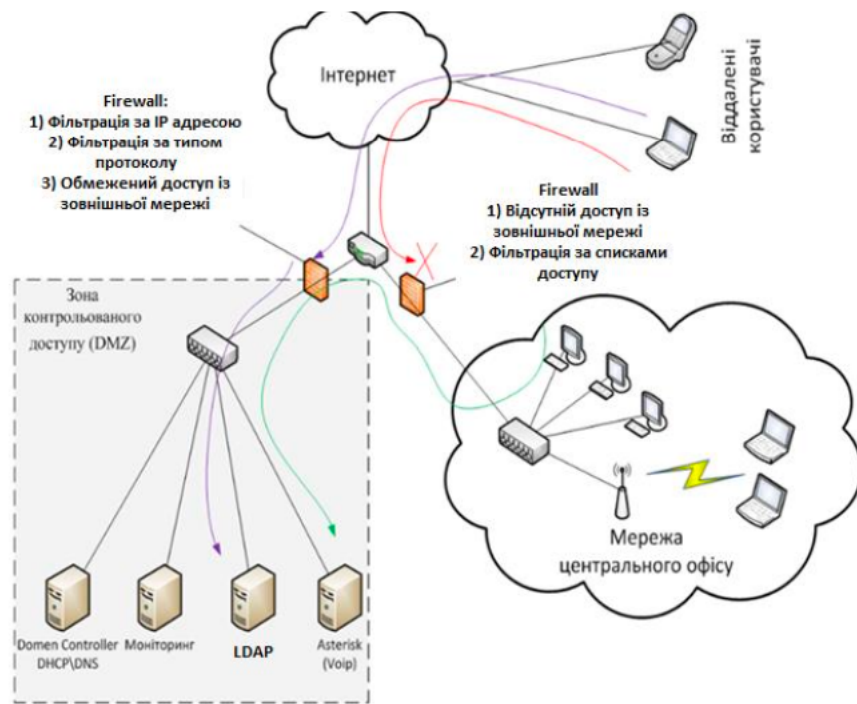 Інтернет
Віддалені
користувачі
Firewall:
1) Фільтрація за IP адресою
2) Фільтрація за типом
протоколу
3) Обмежений доступ із
зовнішньої мережі
Firewall
1) Відсутній доступ із
зовнішньої мережі
2) Фільтрація за списками
доступу
Зона
контрольованого
доступу (DMZ)
Мережа
центрального офісу
Domen Controller
DHCP\DNS
Моніторинг
LDAP
Asterisk
(Voip)